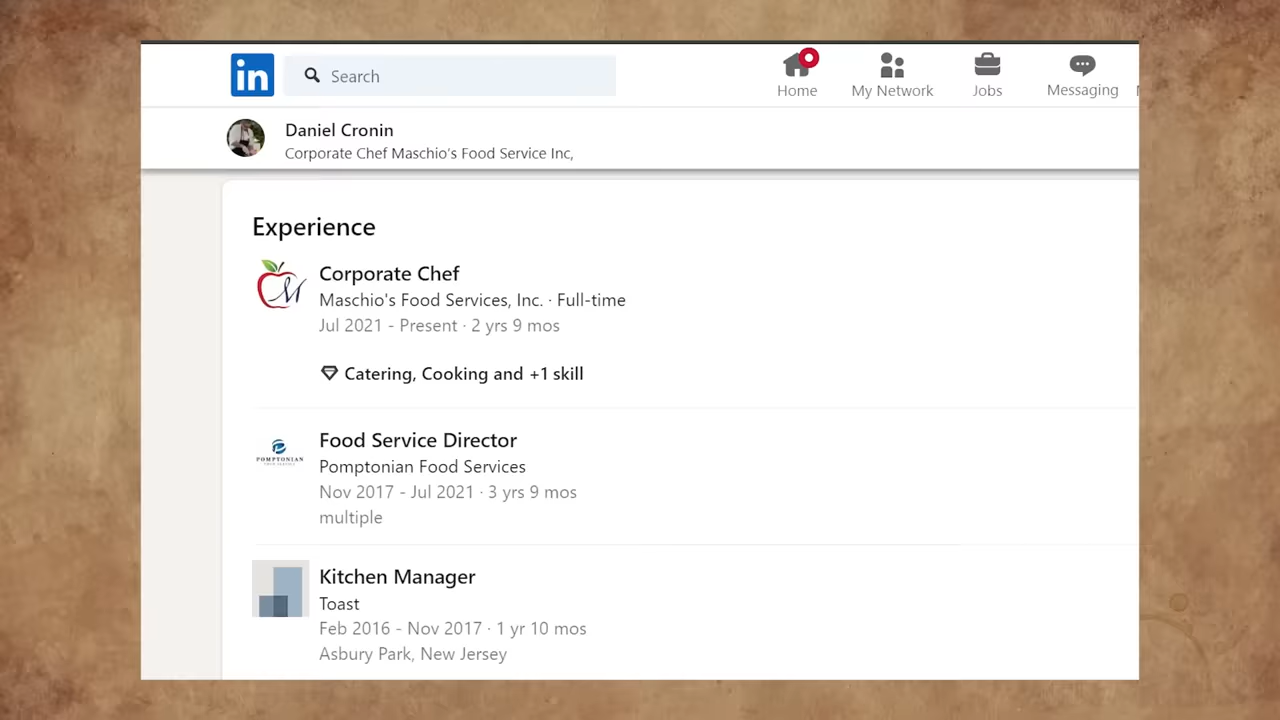 in Search Home My Network Jobs Messaging
Daniel Cronin
Corporate Chef Maschio's Food Service Inc,
Experience
M
Corporate Chef
Maschio's Food Services, Inc. · Full-time
Jul 2021 - Present · 2 yrs 9 mos
Catering, Cooking and +1 skill
Food Service Director
POMPTONIAN
Pomptonian Food Services
Nov 2017 - Jul 2021 · 3 yrs 9 mos
multiple
Kitchen Manager
Toast
Feb 2016 - Nov 2017 · 1 yr 10 mos
Asbury Park, New Jersey